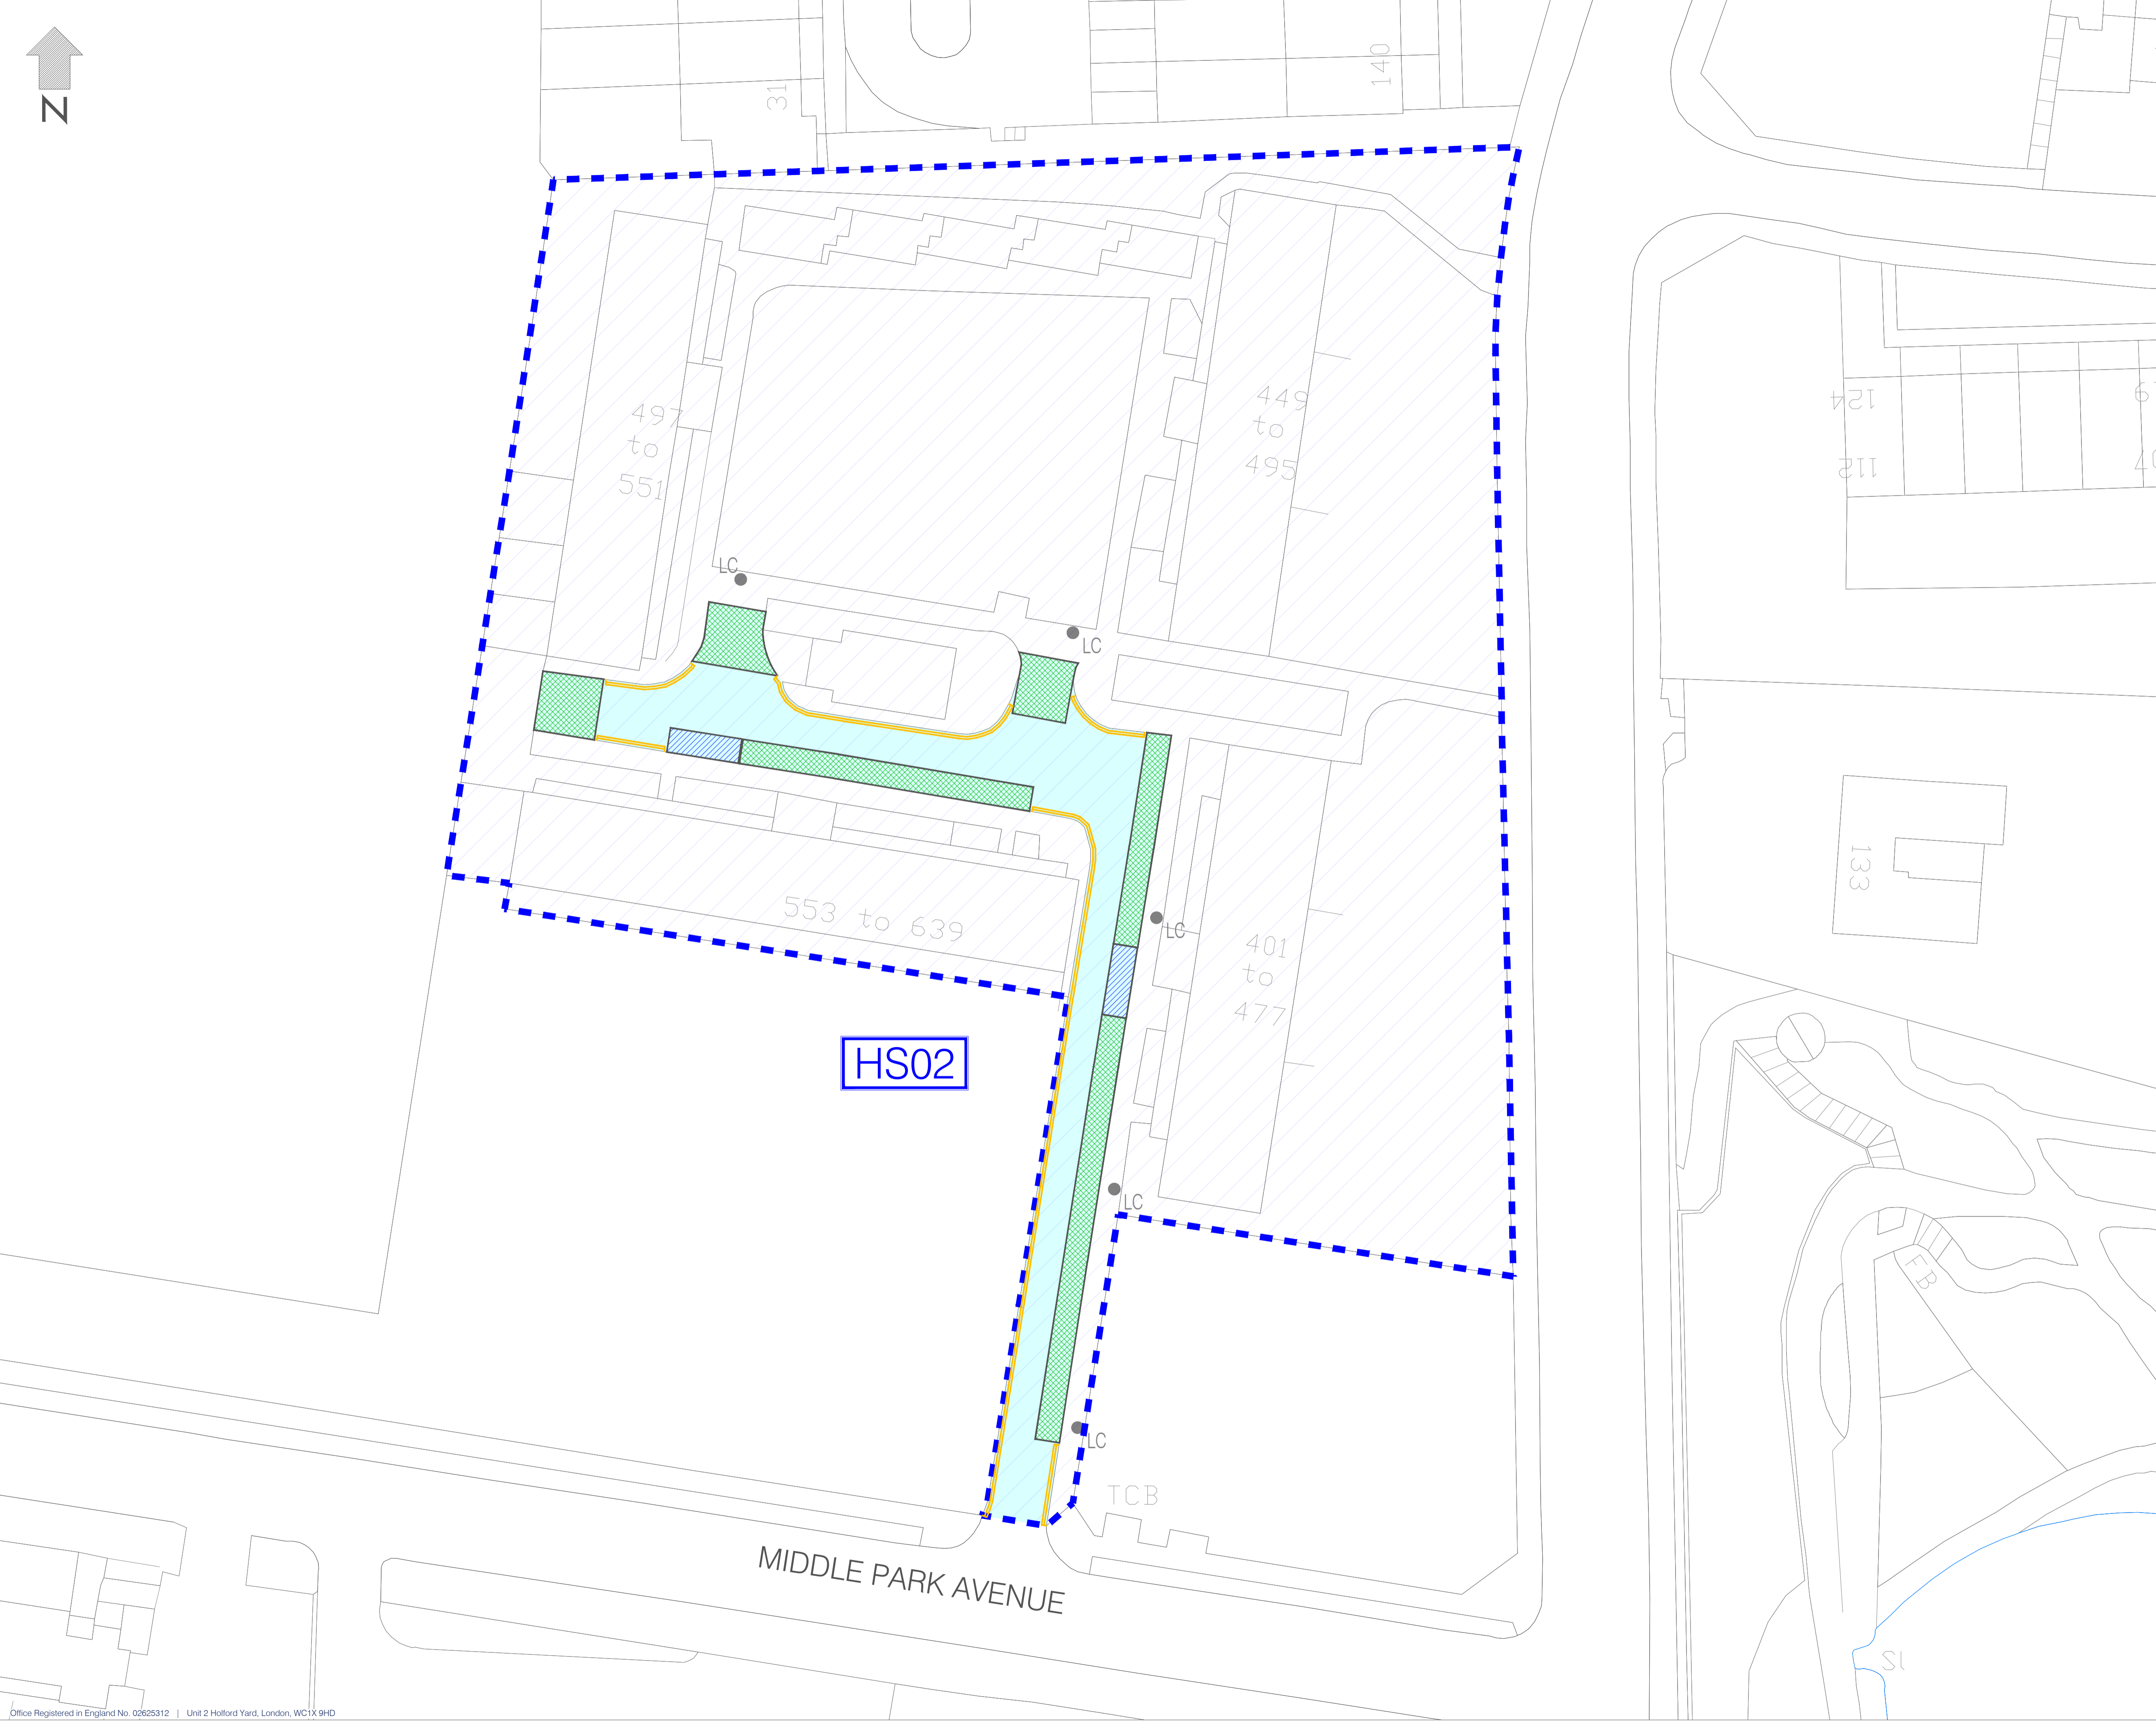 N
31
140
497
to
551
449
to
495
124
112
LC
LC
133
553 to 639
LC
401
to
477
HS02
LC
FB
LC
TCB
MIDDLE PARK AVENUE
Sl
Office Registered in England No. 02625312 | Unit 2 Holford Yard, London, WC1X 9HD